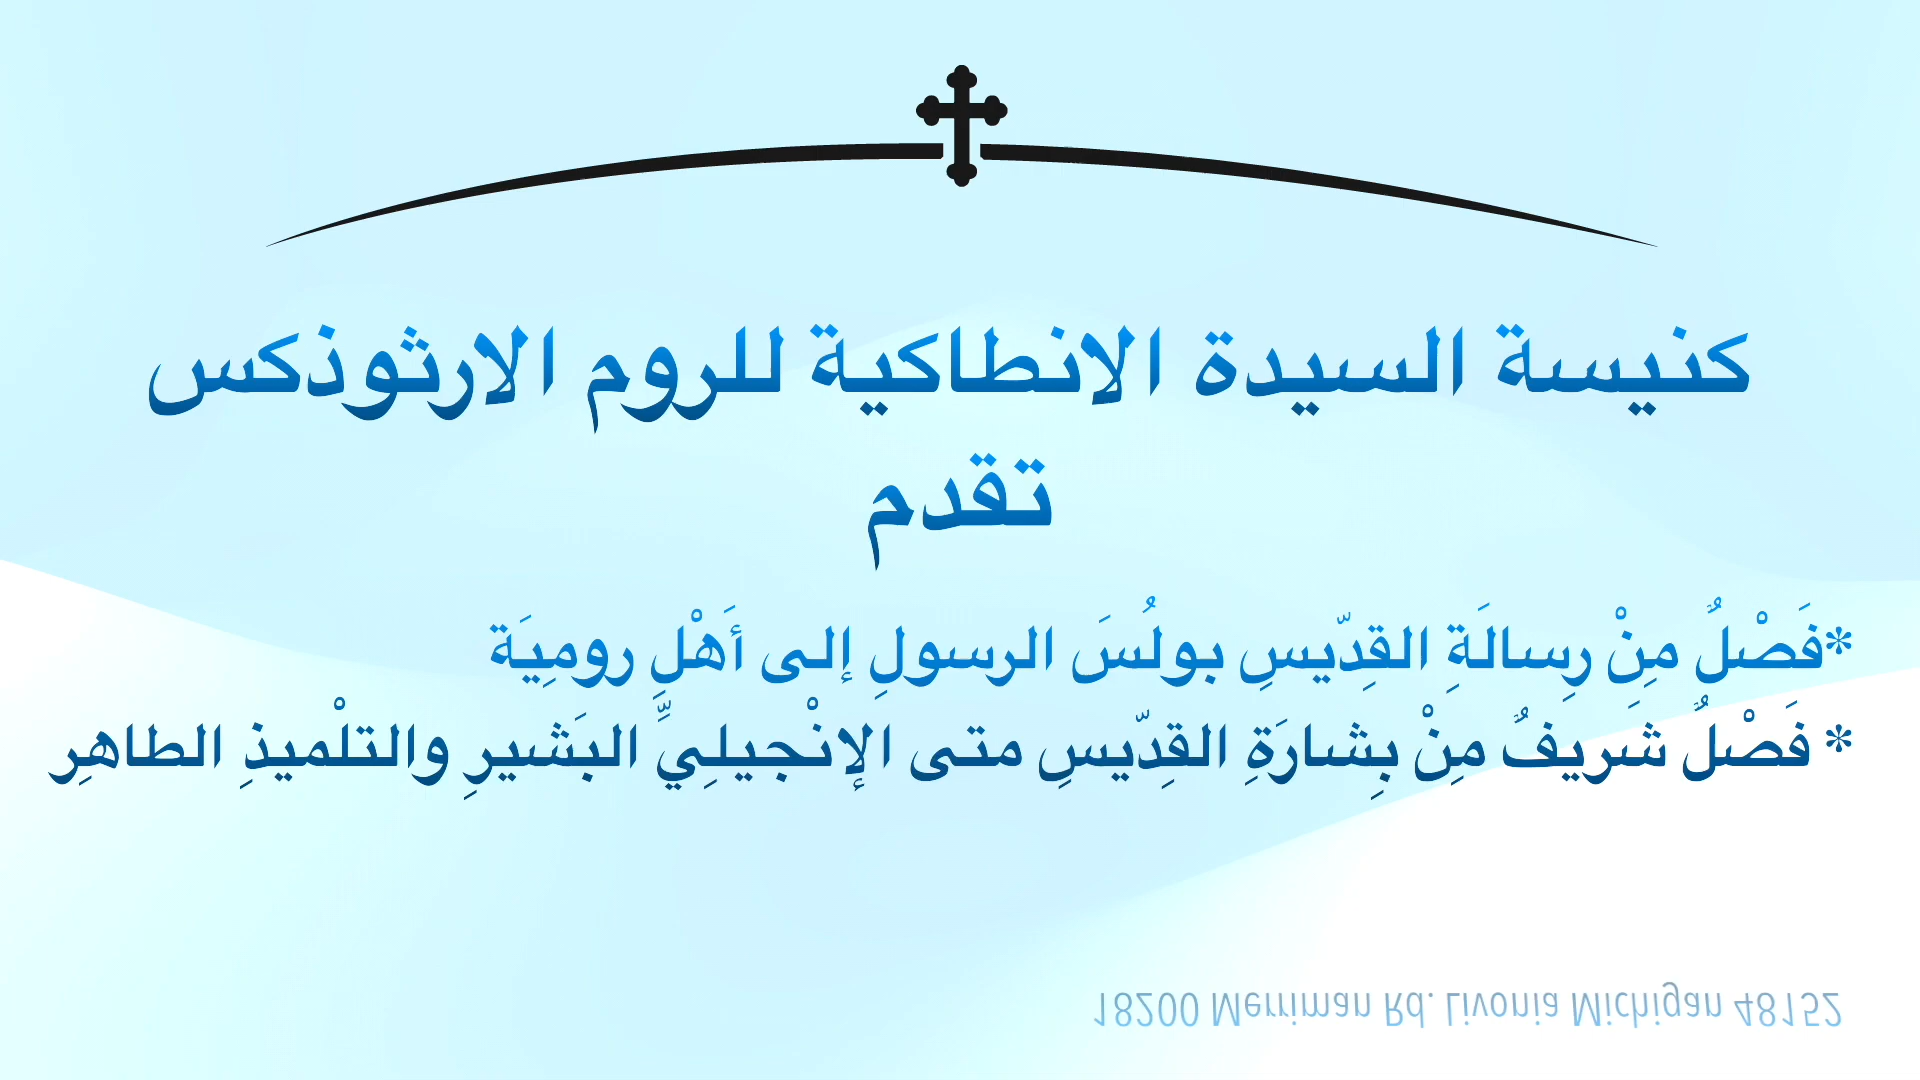 كنيسة السيدة الانطاكية للروم الارثوذكس
تقدم
*فَصْلٌ مِنْ رِسالَةِ القِدّيسِ بولُسَ الرسولِ إلى أَهْلِ رومِيَة
* فَصْلٌ شَريفٌ مِنْ بِشارَةِ القِدّيسِ متى الإنْجيلِيِّ البَشيرِ والتلْميذِ الطاهِرِ
18200 Merriman Rd. Livonia Michigan 48152